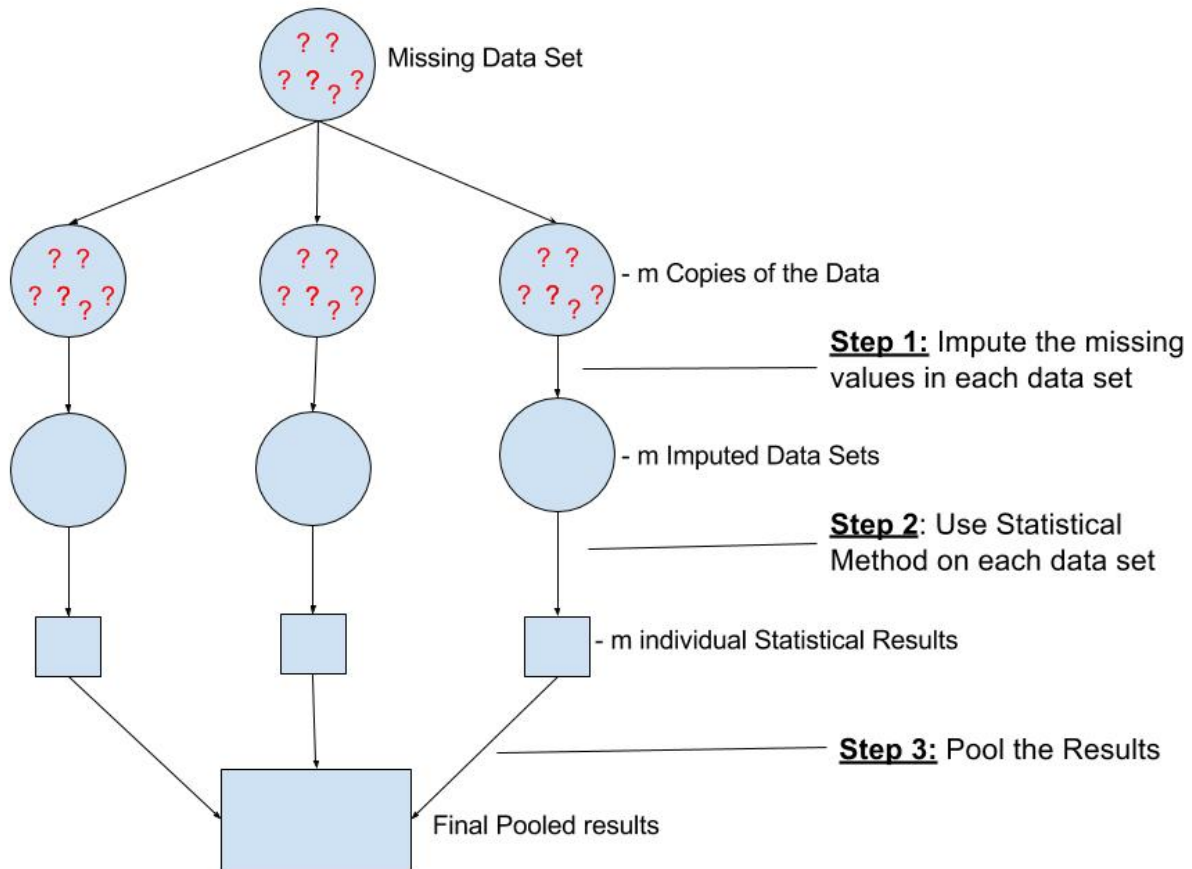 ? ?
? ? ? ?
Missing Data Set
? ?
? ? ? ?
? ?
? ? ? ?
? ?
? ? ? ?
- m Copies of the Data
Step 1: Impute the missing
values in each data set
- m Imputed Data Sets
Step 2: Use Statistical
Method on each data set
- m individual Statistical Results
Step 3: Pool the Results
Final Pooled results